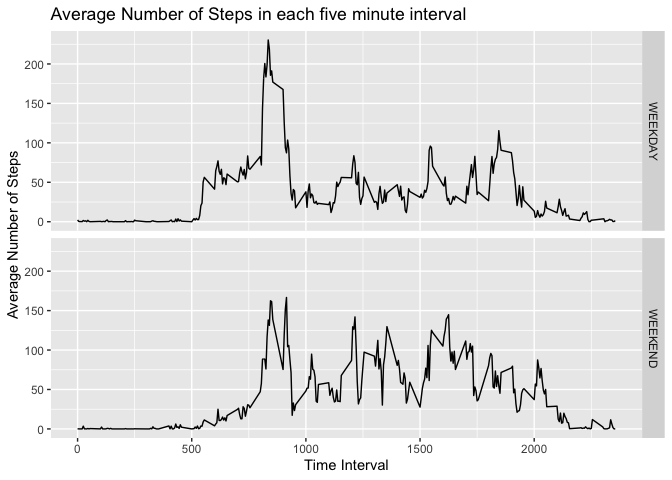 Average Number of Steps in each five minute interval
Average Number of Steps
200
150
100
50
0
WEEKDAY
200
150
100
50
0
WEEKEND
0 500 1000 1500 2000
Time Interval